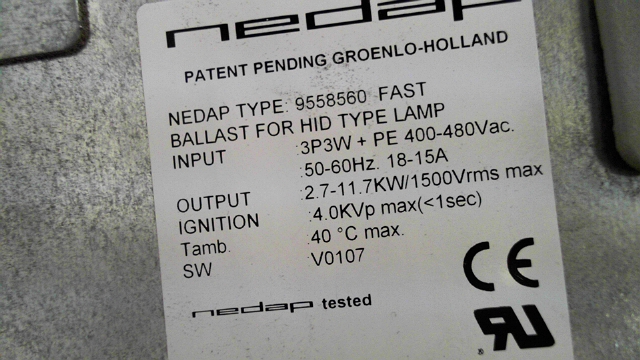 nedap
PATENT PENDING GROENLO-HOLLAND
NEDAP TYPE: 9558560 FAST
BALLAST FOR HID TYPE LAMP
INPUT :3P3W + PE 400-480Vac.
:50-60Hz. 18-15A
OUTPUT :2.7-11.7KW/1500Vrms max
IGNITION :4.0KVp max(<1sec)
Tamb. :40 °C max.
SW :V0107
nedap tested
CE
RU
®